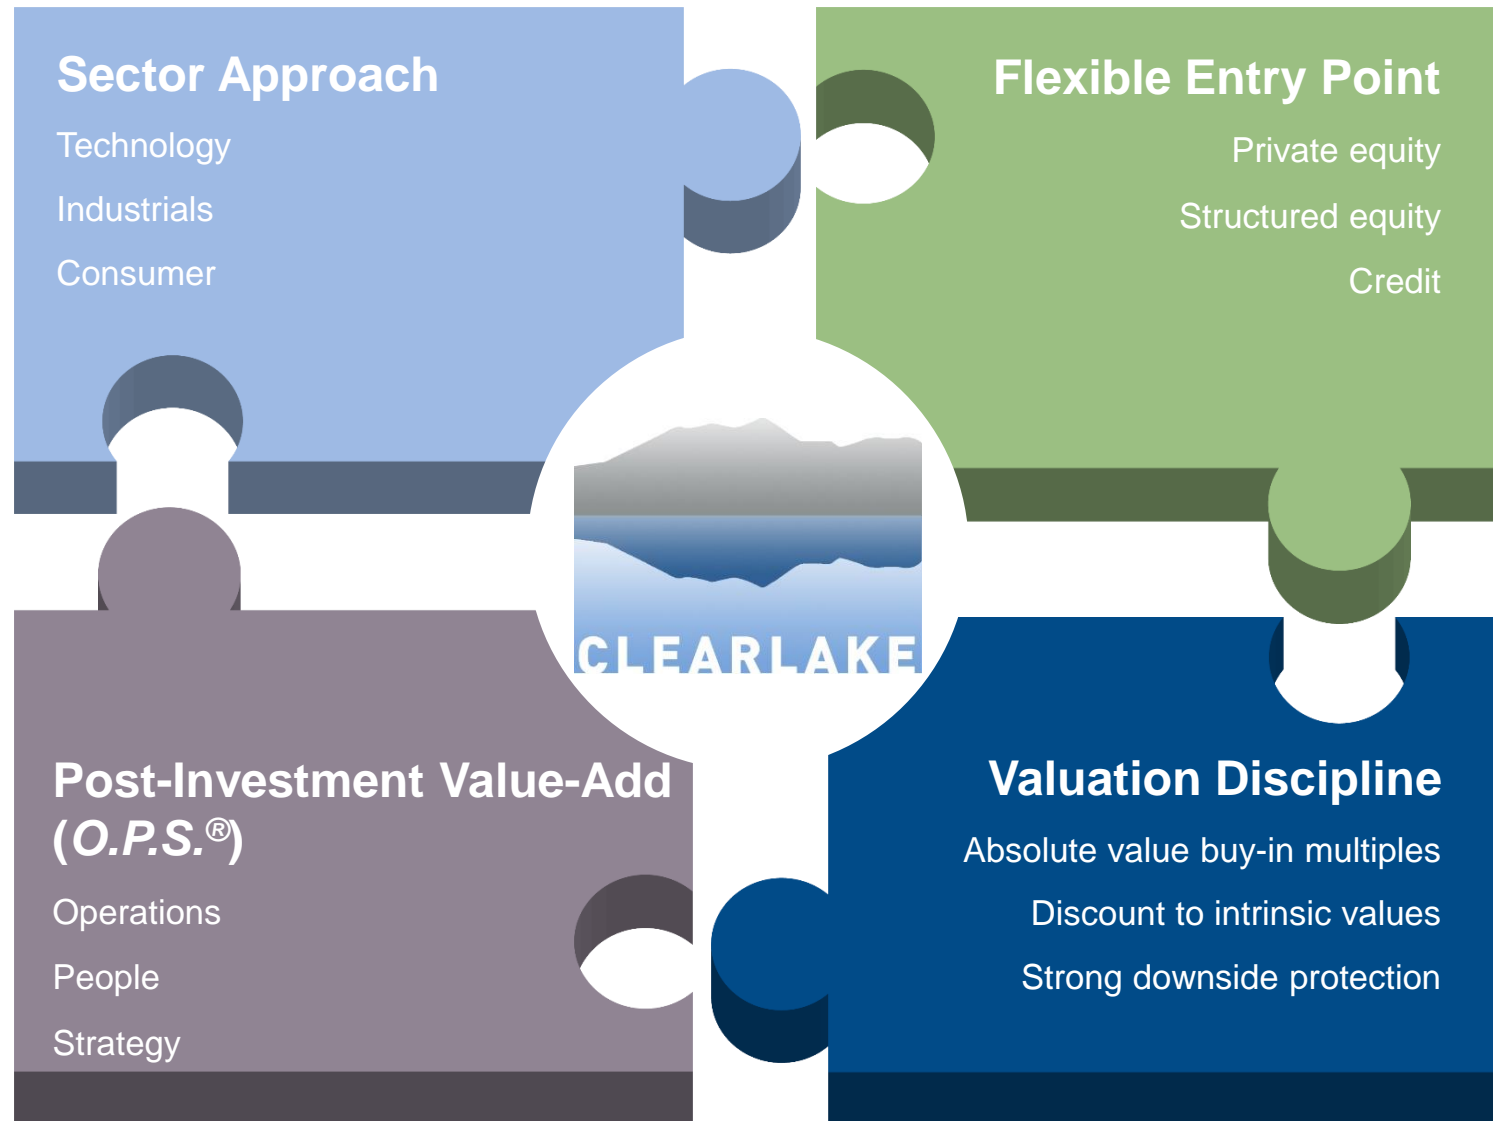 Sector Approach
Technology
Industrials
Consumer
Flexible Entry Point
Private equity
Structured equity
Credit
CLEARLAKE
Post-Investment Value-Add
(O.P.S.®)
Operations
People
Strategy
Valuation Discipline
Absolute value buy-in multiples
Discount to intrinsic values
Strong downside protection